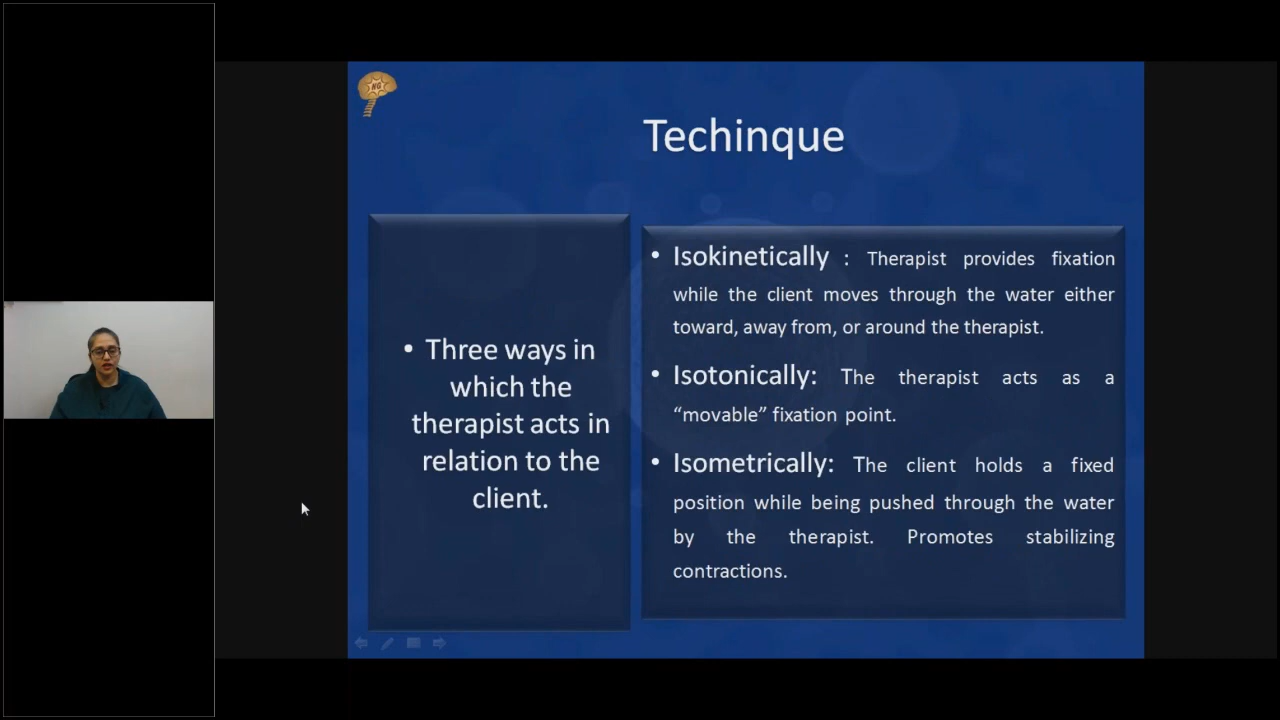 NG
Techinque
• Three ways in
which the
therapist acts in
relation to the
client.
• Isokinetically : Therapist provides fixation
while the client moves through the water either
toward, away from, or around the therapist.
• Isotonically: The therapist acts as a
“movable” fixation point.
• Isometrically: The client holds a fixed
position while being pushed through the water
by the therapist. Promotes stabilizing
contractions.